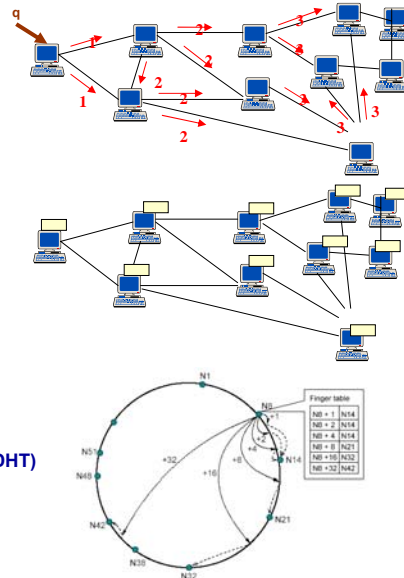 q
1
2
2
3
2
2
3
1
2
2
3
3
3
2
N1
N8
+1
+2
+4
+8
+16
+32
N14
N21
N32
N38
N42
N48
N51
DHT)
Finger table
N8 + 1 N14
N8 + 2 N14
N8 + 4 N14
N8 + 8 N21
N8 +16 N32
N8 +32 N42